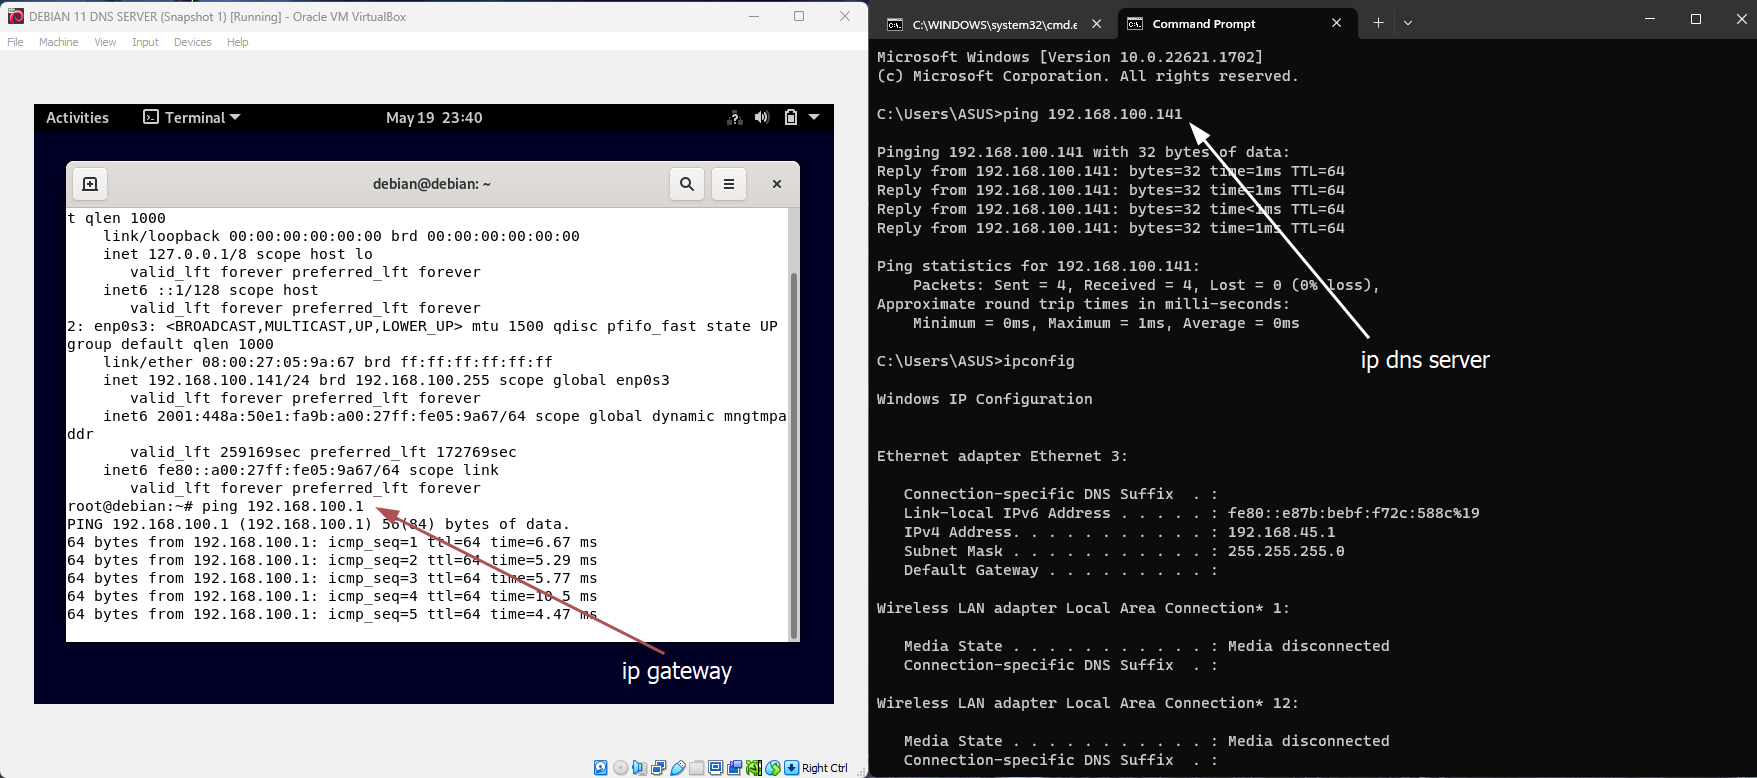 DEBIAN 11 DNS SERVER (Snapshot 1) [Running] - Oracle VM VirtualBox
File Machine View Input Devices Help
Activities Terminal May 19 23:40
debian@debian: ~
t qlen 1000
    link/loopback 00:00:00:00:00:00 brd 00:00:00:00:00:00
    inet 127.0.0.1/8 scope host lo
       valid_lft forever preferred_lft forever
    inet6 ::1/128 scope host
       valid_lft forever preferred_lft forever
2: enp0s3: <BROADCAST,MULTICAST,UP,LOWER_UP> mtu 1500 qdisc pfifo_fast state UP
group default qlen 1000
    link/ether 08:00:27:05:9a:67 brd ff:ff:ff:ff:ff:ff
    inet 192.168.100.141/24 brd 192.168.100.255 scope global enp0s3
       valid_lft forever preferred_lft forever
    inet6 2001:448a:50e1:fa9b:a00:27ff:fe05:9a67/64 scope global dynamic mngtmpa
ddr
       valid_lft 259169sec preferred_lft 172769sec
    inet6 fe80::a00:27ff:fe05:9a67/64 scope link
       valid_lft forever preferred_lft forever
root@debian:~# ping 192.168.100.1
PING 192.168.100.1 (192.168.100.1) 56(84) bytes of data.
64 bytes from 192.168.100.1: icmp_seq=1 ttl=64 time=6.67 ms
64 bytes from 192.168.100.1: icmp_seq=2 ttl=64 time=5.29 ms
64 bytes from 192.168.100.1: icmp_seq=3 ttl=64 time=5.77 ms
64 bytes from 192.168.100.1: icmp_seq=4 ttl=64 time=10.5 ms
64 bytes from 192.168.100.1: icmp_seq=5 ttl=64 time=4.47 ms
ip gateway
Right Ctrl
C:\WINDOWS\system32\cmd.e
Command Prompt
Microsoft Windows [Version 10.0.22621.1702]
(c) Microsoft Corporation. All rights reserved.
C:\Users\ASUS>ping 192.168.100.141
Pinging 192.168.100.141 with 32 bytes of data:
Reply from 192.168.100.141: bytes=32 time=1ms TTL=64
Reply from 192.168.100.141: bytes=32 time=1ms TTL=64
Reply from 192.168.100.141: bytes=32 time<1ms TTL=64
Reply from 192.168.100.141: bytes=32 time=1ms TTL=64
Ping statistics for 192.168.100.141:
    Packets: Sent = 4, Received = 4, Lost = 0 (0% loss),
Approximate round trip times in milli-seconds:
    Minimum = 0ms, Maximum = 1ms, Average = 0ms
ip dns server
C:\Users\ASUS>ipconfig
Windows IP Configuration
Ethernet adapter Ethernet 3:
   Connection-specific DNS Suffix  . :
   Link-local IPv6 Address . . . . . : fe80::e87b:bebf:f72c:588c%19
   IPv4 Address. . . . . . . . . . . : 192.168.45.1
   Subnet Mask . . . . . . . . . . . : 255.255.255.0
   Default Gateway . . . . . . . . . :
Wireless LAN adapter Local Area Connection* 1:
   Media State . . . . . . . . . . . : Media disconnected
   Connection-specific DNS Suffix  . :
Wireless LAN adapter Local Area Connection* 12:
   Media State . . . . . . . . . . . : Media disconnected
   Connection-specific DNS Suffix  . :